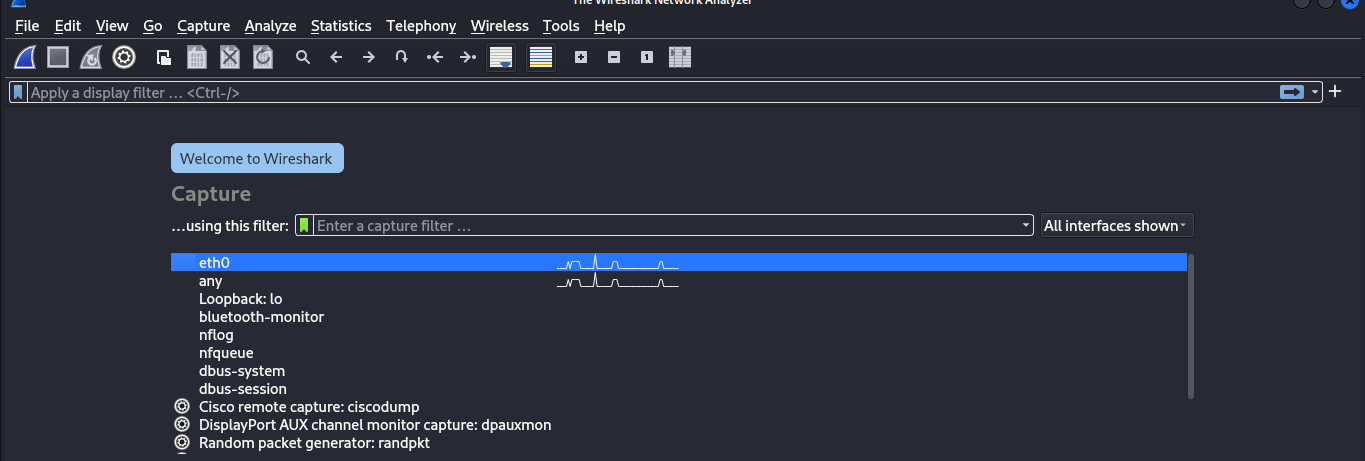 The Wireshark Network Analyzer
File Edit View Go Capture Analyze Statistics Telephony Wireless Tools Help
Apply a display filter … <Ctrl-/>
Welcome to Wireshark
Capture
…using this filter: Enter a capture filter … All interfaces shown
eth0
any
Loopback: lo
bluetooth-monitor
nflog
nfqueue
dbus-system
dbus-session
Cisco remote capture: ciscodump
DisplayPort AUX channel monitor capture: dpauxmon
Random packet generator: randpkt